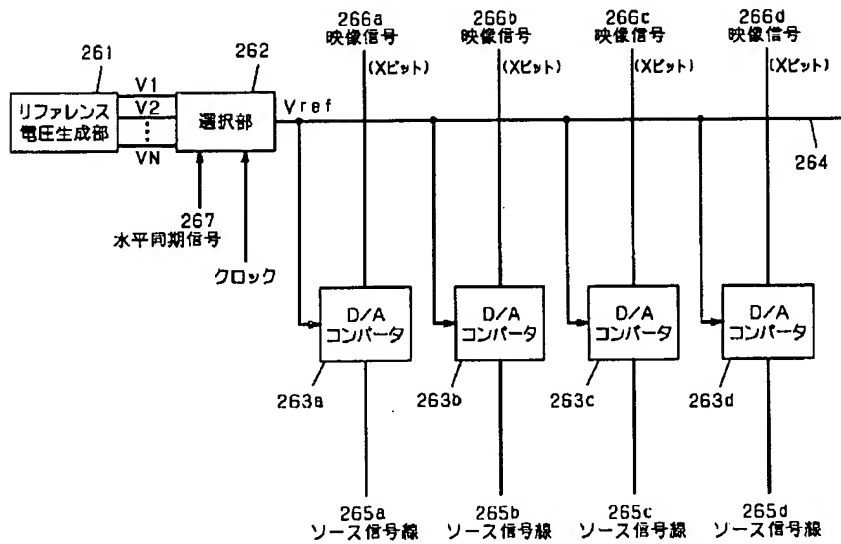 266a 266b 266c 266d
映像信号 映像信号 映像信号 映像信号
261 262 (Xビット) (Xビット) (Xビット) (Xビット)
V1
リファレンス
電圧生成部
V2
⋮
VN
選択部
Vref
264
267
水平同期信号
クロック
D/A
コンバータ
D/A
コンバータ
D/A
コンバータ
D/A
コンバータ
263a 263b 263c 263d
265a 265b 265c 265d
ソース信号線 ソース信号線 ソース信号線 ソース信号線